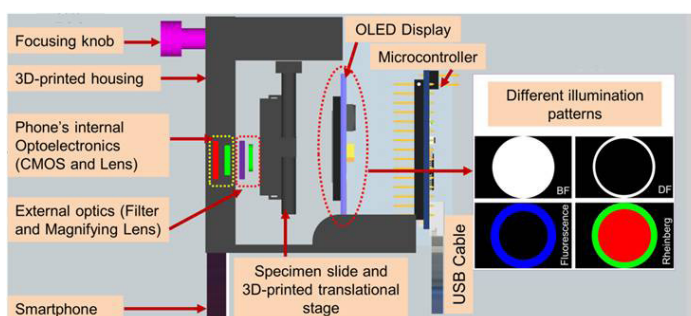 Focusing knob
3D-printed housing
Phone's internal
Optoelectronics
(CMOS and Lens)
External optics (Filter
and Magnifying Lens)
Smartphone
Specimen slide and
3D-printed translational
stage
OLED Display
Microcontroller
USB Cable
Different illumination
patterns
BF
DF
Fluorescence
Rheinberg